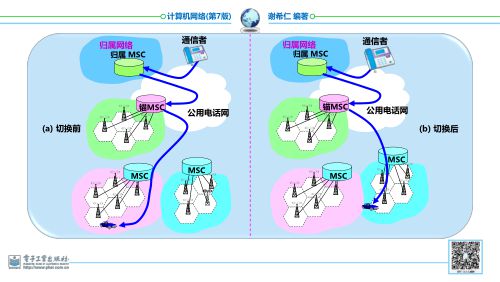 计算机网络(第7版)
谢希仁 编著
归属网络
归属 MSC
通信者
锚MSC
公用电话网
(a) 切换前
MSC
MSC
归属网络
归属 MSC
通信者
锚MSC
公用电话网
(b) 切换后
MSC
MSC
电子工业出版社
http://www.phei.com.cn